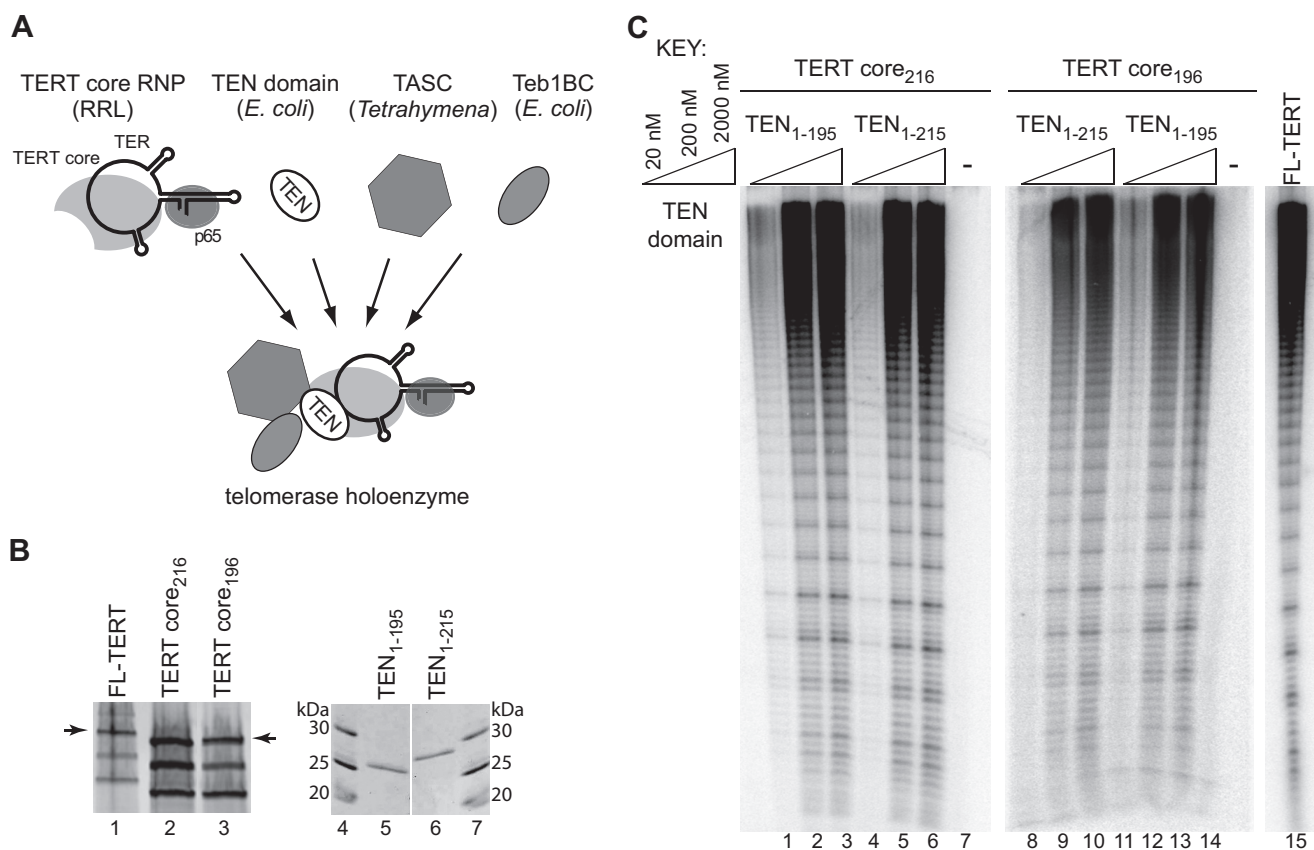 A
TERT core RNP
(RRL)
TEN domain
(E. coli)
TASC
(Tetrahymena)
Teb1BC
(E. coli)
TER
TERT core
p65
TEN
TEN
telomerase holoenzyme
B
FL-TERT
TERT core216
TERT core196
TEN1-195
TEN1-215
kDa
30
25
20
kDa
30
25
20
1 2 3
4 5 6 7
C
KEY:
20 nM
200 nM
2000 nM
TEN
domain
TERT core216
TEN1-195 TEN1-215 -
TERT core196
TEN1-215 TEN1-195 -
FL-TERT
1 2 3 4 5 6 7 8 9 10 11 12 13 14 15